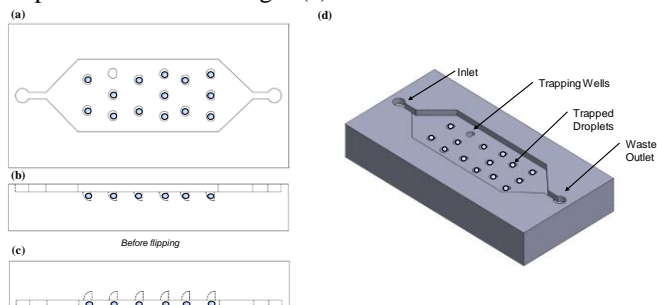 (a)
(b)
Before flipping
(c)
(d)
Inlet
Trapping Wells
Trapped
Droplets
Waste
Outlet